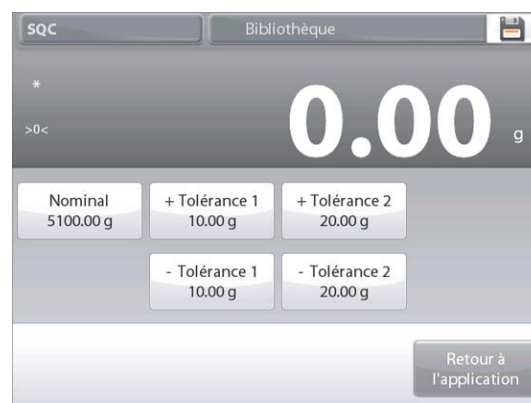 SQC
Bibliothèque
*
>0<
0.00 g
Nominal
5100.00 g
+ Tolérance 1
10.00 g
+ Tolérance 2
20.00 g
- Tolérance 1
10.00 g
- Tolérance 2
20.00 g
Retour à
l'application